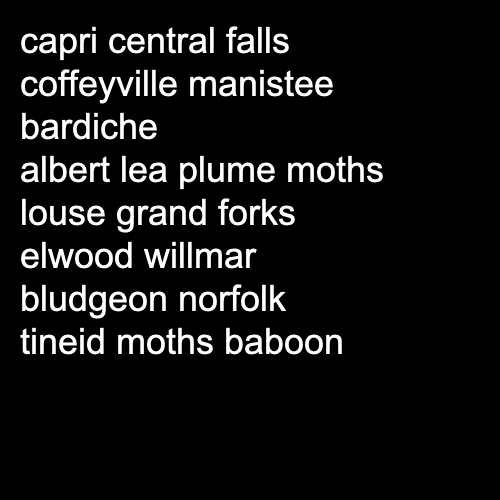 capri central falls
coffeyville manistee
bardiche
albert lea plume moths
louse grand forks
elwood willmar
bludgeon norfolk
tineid moths baboon